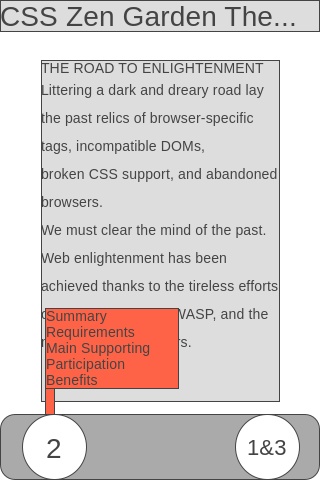 CSS Zen Garden The...
THE ROAD TO ENLIGHTENMENT
Littering a dark and dreary road lay
the past relics of browser-specific
tags, incompatible DOMs,
broken CSS support, and abandoned
browsers.
We must clear the mind of the past.
Web enlightenment has been
achieved thanks to the tireless efforts
WASP, and the
Summary
Requirements
Main Supporting
Participation
Benefits
2
1&3